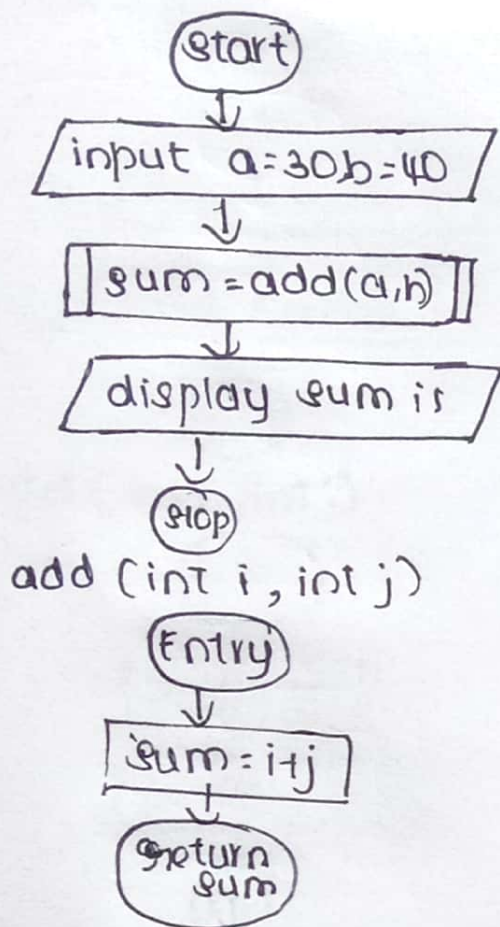 start
input a=30,b=40
sum=add(a,b)
display sum is
stop
add (int i, int j)
Entry
sum=i+j
return
sum